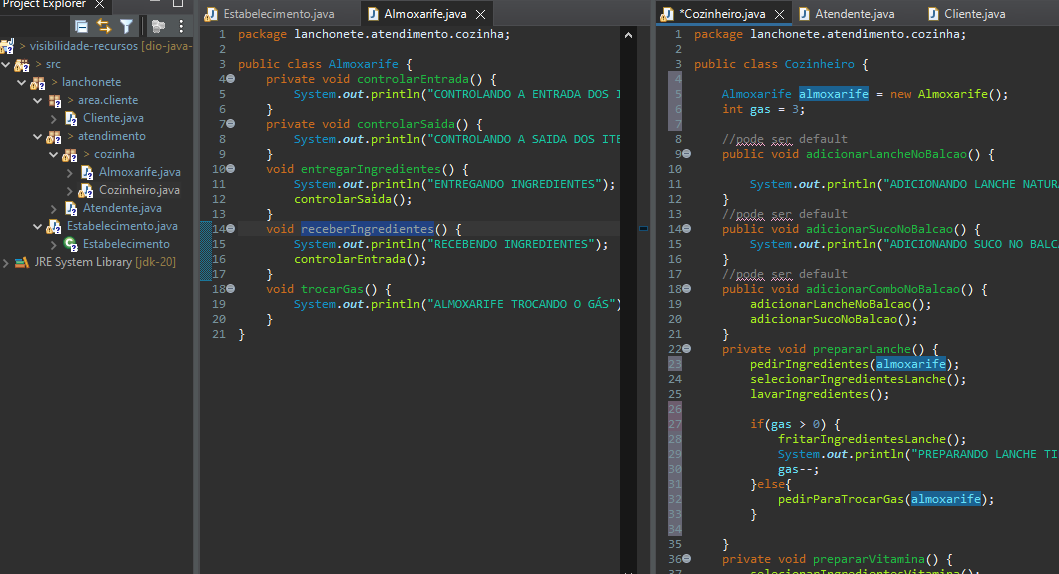 Project Explorer
visibilidade-recursos [dio-java-
src
lanchonete
area.cliente
Cliente.java
atendimento
cozinha
Almoxarife.java
Cozinheiro.java
Atendente.java
Estabelecimento.java
Estabelecimento
JRE System Library [jdk-20]
Estabelecimento.java
Almoxarife.java
1 package lanchonete.atendimento.cozinha;
2
3 public class Almoxarife {
4 private void controlarEntrada() {
5 System.out.println("CONTROLANDO A ENTRADA DOS I
6 }
7 private void controlarSaida() {
8 System.out.println("CONTROLANDO A SAIDA DOS ITE
9 }
10 void entregarIngredientes() {
11 System.out.println("ENTREGANDO INGREDIENTES");
12 controlarSaida();
13 }
14 void receberIngredientes() {
15 System.out.println("RECEBENDO INGREDIENTES");
16 controlarEntrada();
17 }
18 void trocarGas() {
19 System.out.println("ALMOXARIFE TROCANDO O GÁS")
20 }
21 }
*Cozinheiro.java
Atendente.java
Cliente.java
1 package lanchonete.atendimento.cozinha;
2
3 public class Cozinheiro {
4
5 Almoxarife almoxarife = new Almoxarife();
6 int gas = 3;
7
8 //pode ser default
9 public void adicionarLancheNoBalcao() {
10
11 System.out.println("ADICIONANDO LANCHE NATUR
12 }
13 //pode ser default
14 public void adicionarSucoNoBalcao() {
15 System.out.println("ADICIONANDO SUCO NO BALC
16 }
17 //pode ser default
18 public void adicionarComboNoBalcao() {
19 adicionarLancheNoBalcao();
20 adicionarSucoNoBalcao();
21 }
22 private void prepararLanche() {
23 pedirIngredientes(almoxarife);
24 selecionarIngredientesLanche();
25 lavarIngredientes();
26
27 if(gas > 0) {
28 fritarIngredientesLanche();
29 System.out.println("PREPARANDO LANCHE TI
30 gas--;
31 }else{
32 pedirParaTrocarGas(almoxarife);
33 }
34
35 }
36 private void prepararVitamina() {
37 selecionarIngredientesVitamina();